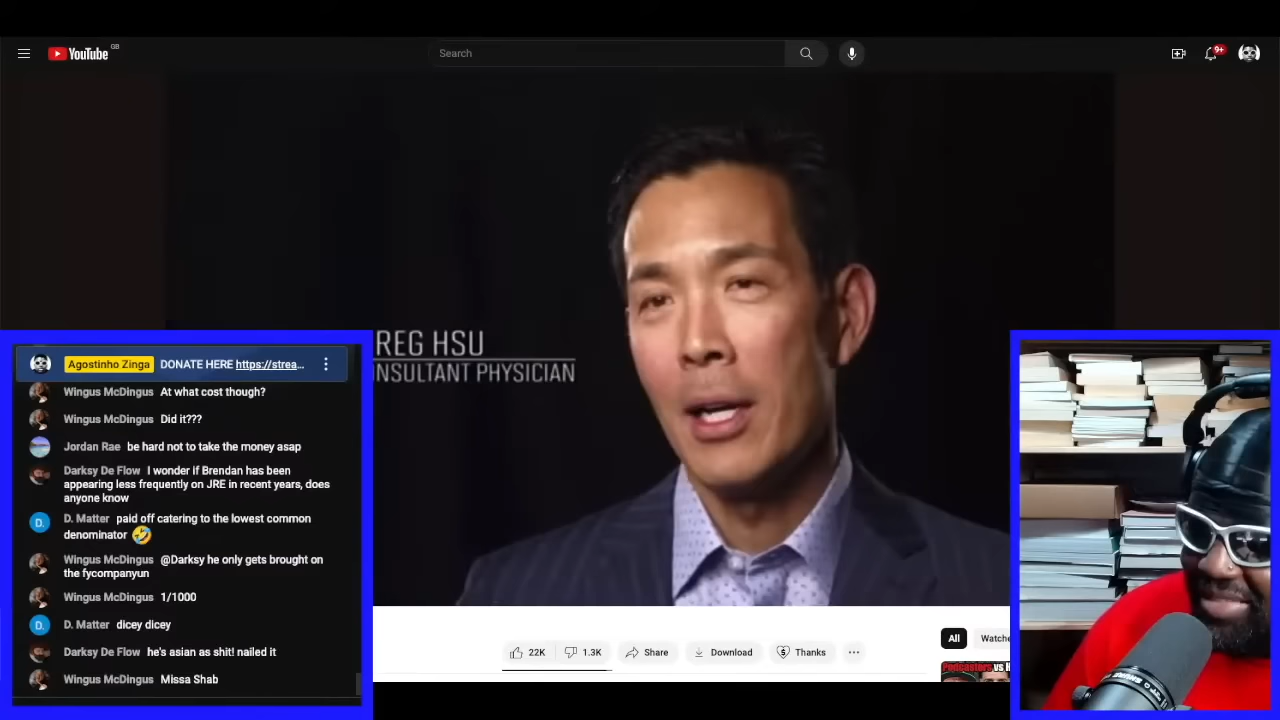 YouTube GB
Search
9+
REG HSU
NSULTANT PHYSICIAN
Agostinho Zinga DONATE HERE https://strea...
Wingus McDingus At what cost though?
Wingus McDingus Did it???
Jordan Rae be hard not to take the money asap
Darksy De Flow I wonder if Brendan has been
appearing less frequently on JRE in recent years, does
anyone know
D. D. Matter paid off catering to the lowest common
denominator 🤣
Wingus McDingus @Darksy he only gets brought on
the fycompanyun
Wingus McDingus 1/1000
D. D. Matter dicey dicey
Darksy De Flow he's asian as shit! nailed it
Wingus McDingus Missa Shab
22K 1.3K Share Download Thanks ...
All Watche
Podcasters vs H